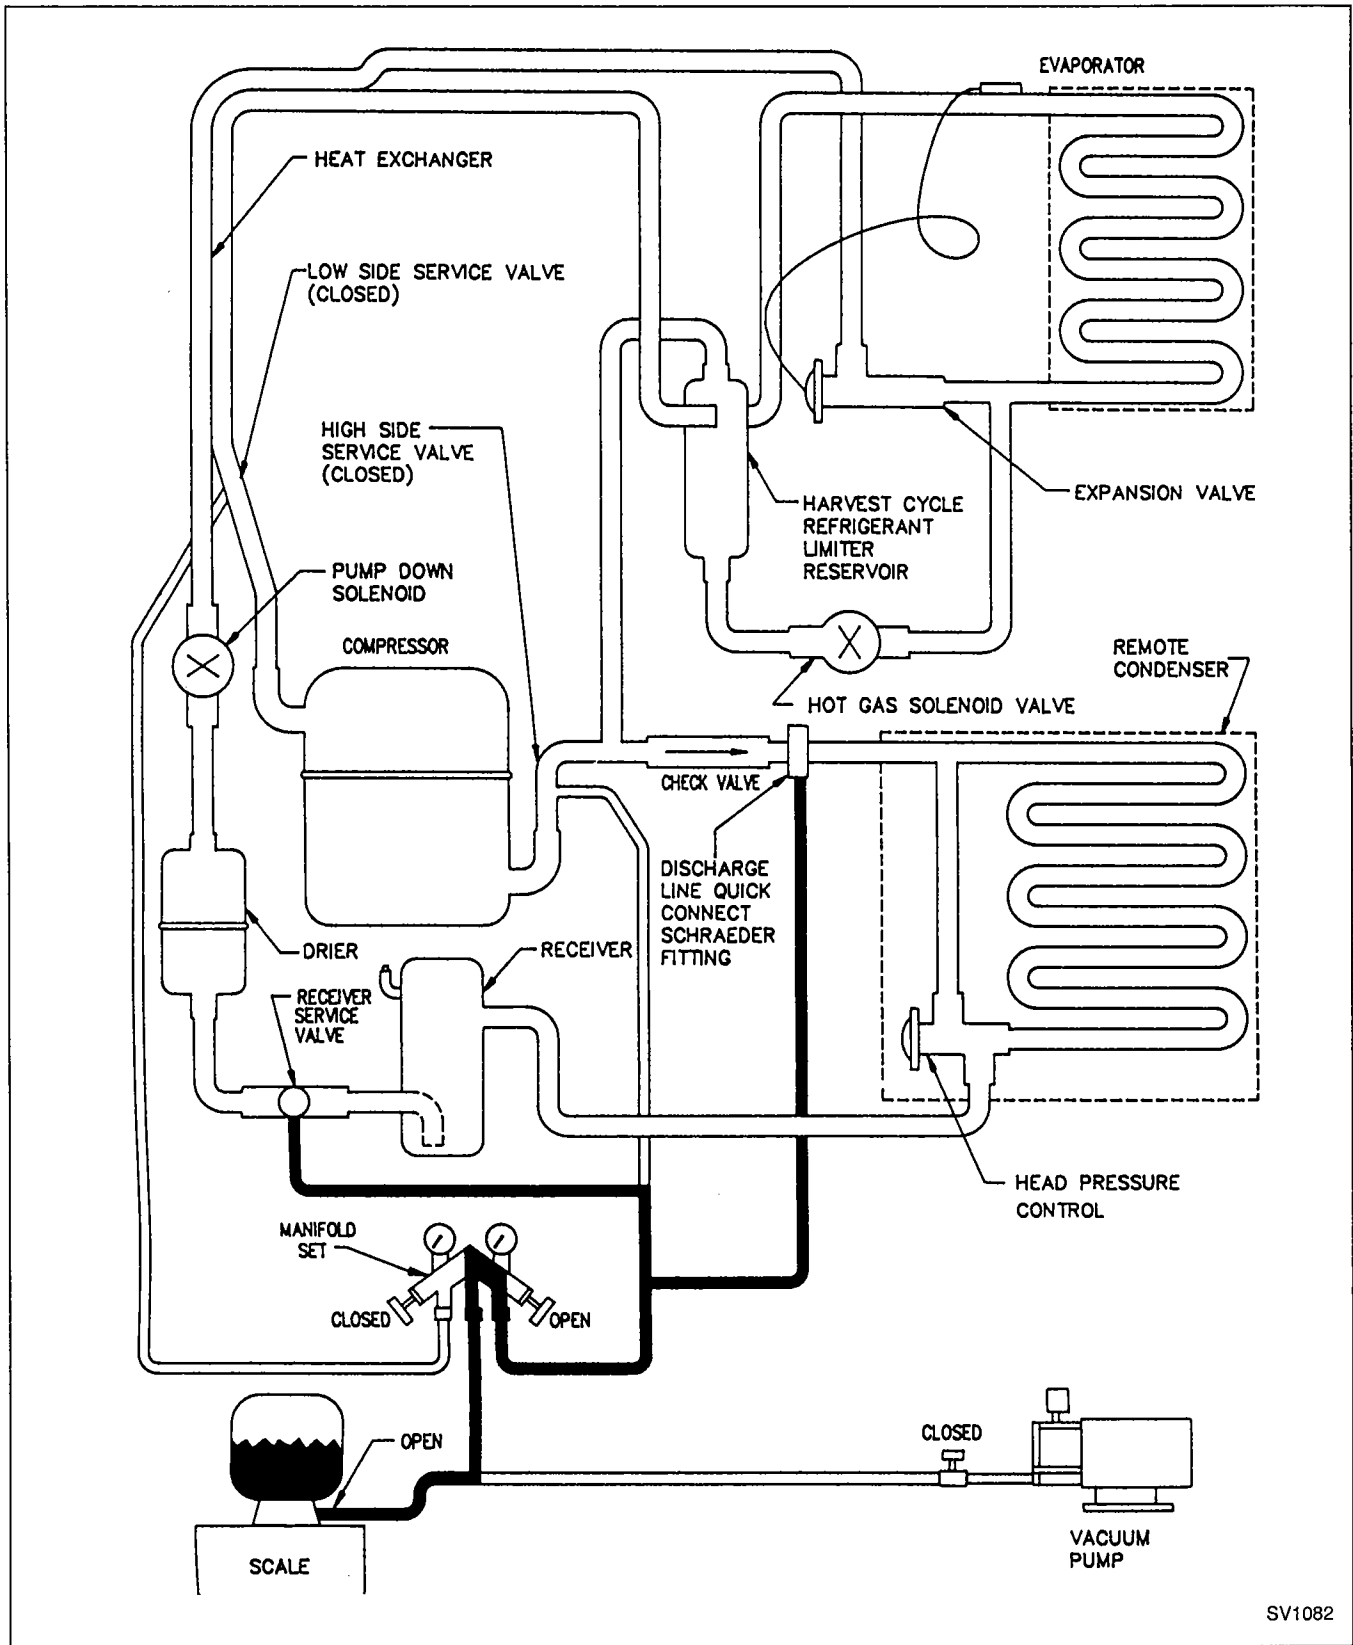 EVAPORATOR
HEAT EXCHANGER
LOW SIDE SERVICE VALVE
(CLOSED)
HIGH SIDE
SERVICE VALVE
(CLOSED)
EXPANSION VALVE
HARVEST CYCLE
REFRIGERANT
LIMITER
RESERVOIR
PUMP DOWN
SOLENOID
COMPRESSOR
REMOTE
CONDENSER
HOT GAS SOLENOID VALVE
CHECK VALVE
DISCHARGE
LINE QUICK
CONNECT
SCHRAEDER
FITTING
DRIER
RECEIVER
RECEIVER
SERVICE
VALVE
HEAD PRESSURE
CONTROL
MANIFOLD
SET
CLOSED
OPEN
OPEN
CLOSED
SCALE
VACUUM
PUMP
SV1082